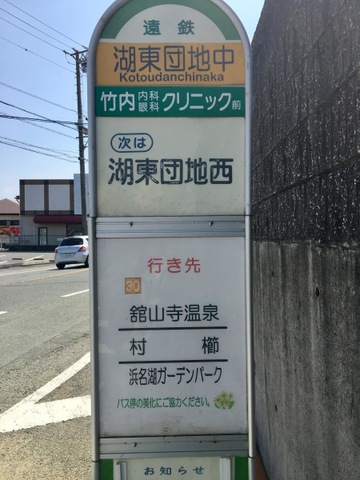 遠鉄
湖東団地中
Kotoudanchinaka
竹内内科眼科クリニック前
次は
湖東団地西
行き先
30
舘山寺温泉
村櫛
浜名湖ガーデンパーク
バス停の美化にご協力ください。
お知らせ